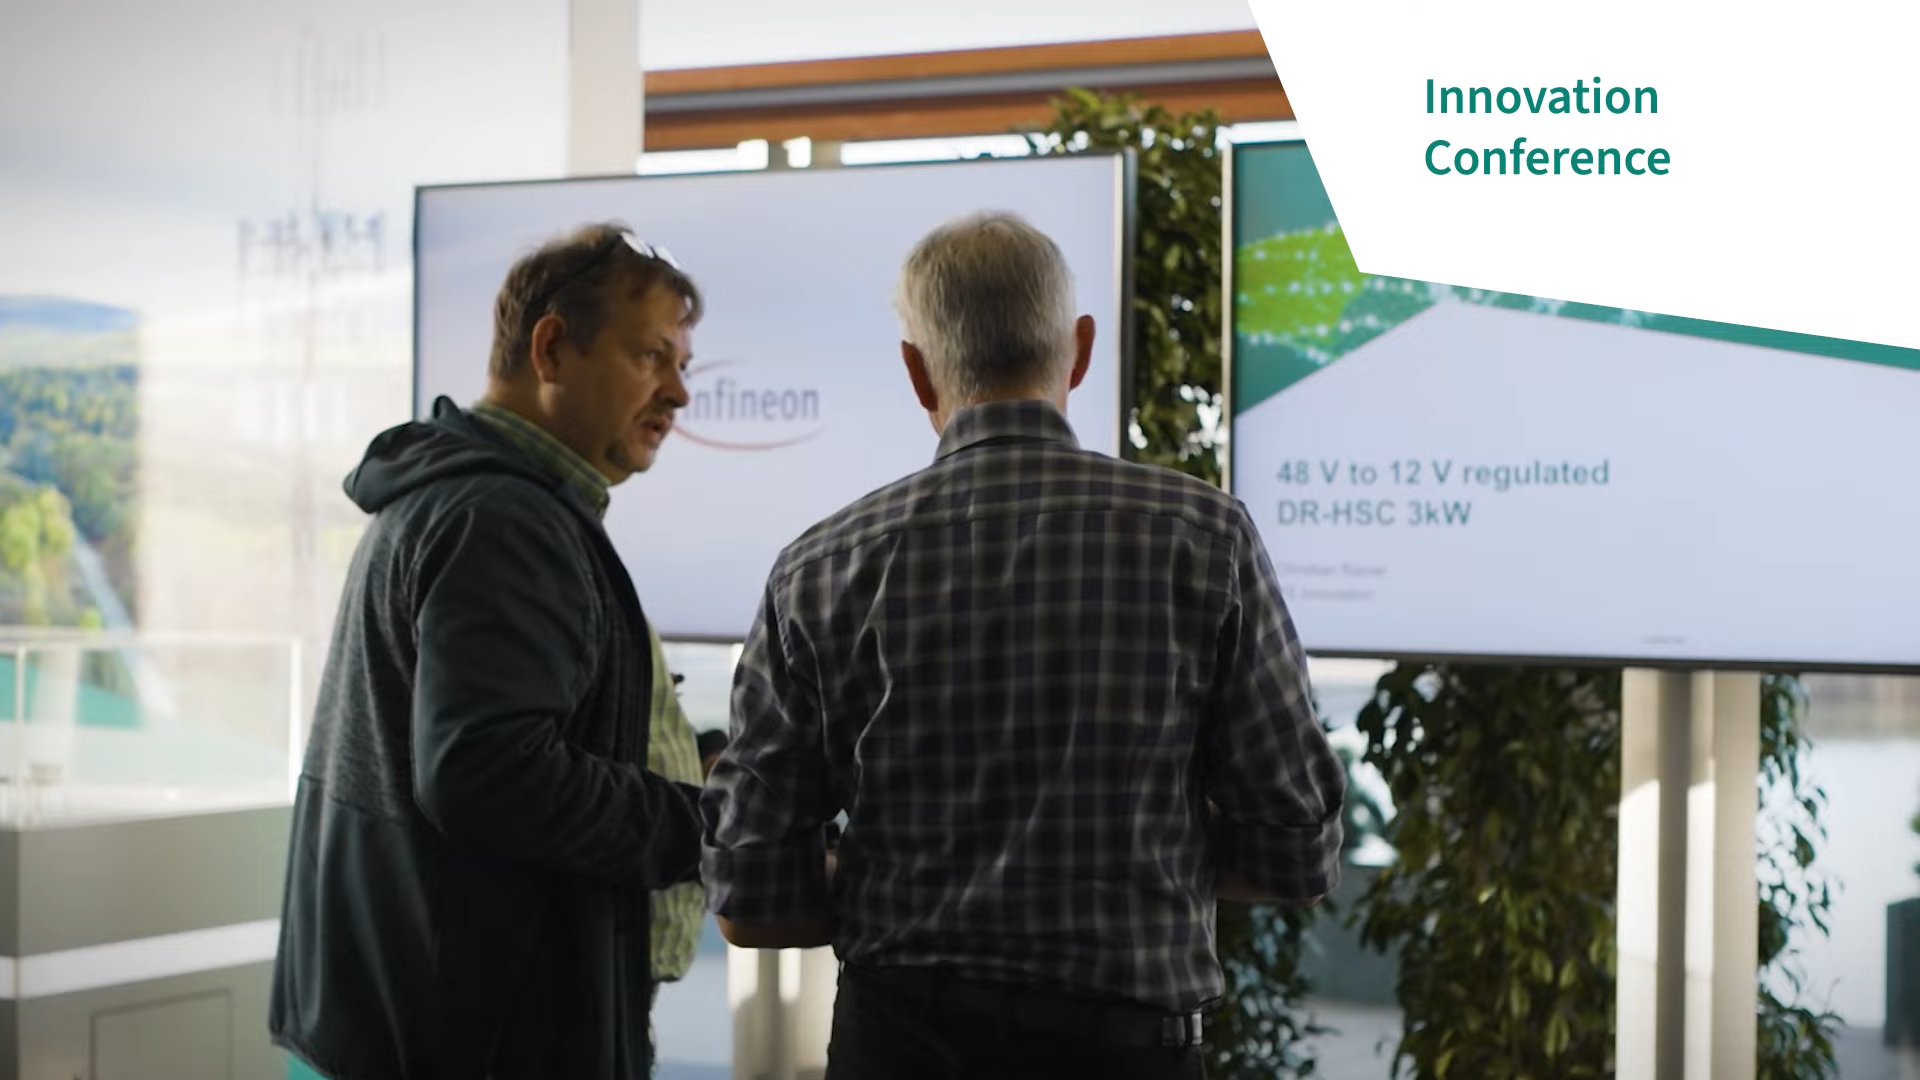 Innovation
Conference
infineon
48 V to 12 V regulated
DR-HSC 3kW